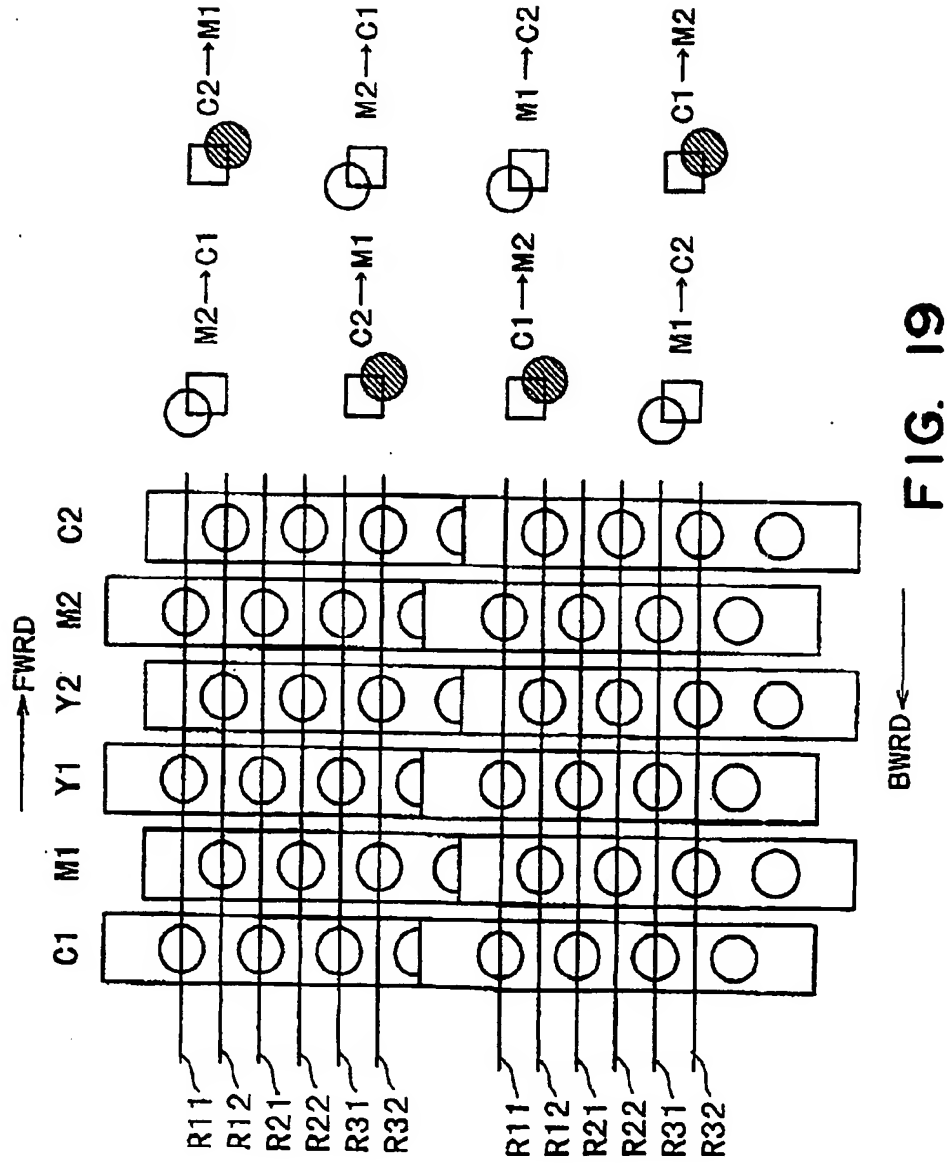 FWRD
C1 M1 Y1 Y2 M2 C2
R11
R12
R21
R22
R31
R32
R11
R12
R21
R22
R31
R32
M2→C1
C2→M1
C2→M1
M2→C1
C1→M2
M1→C2
M1→C2
C1→M2
BWRD
FIG. 19